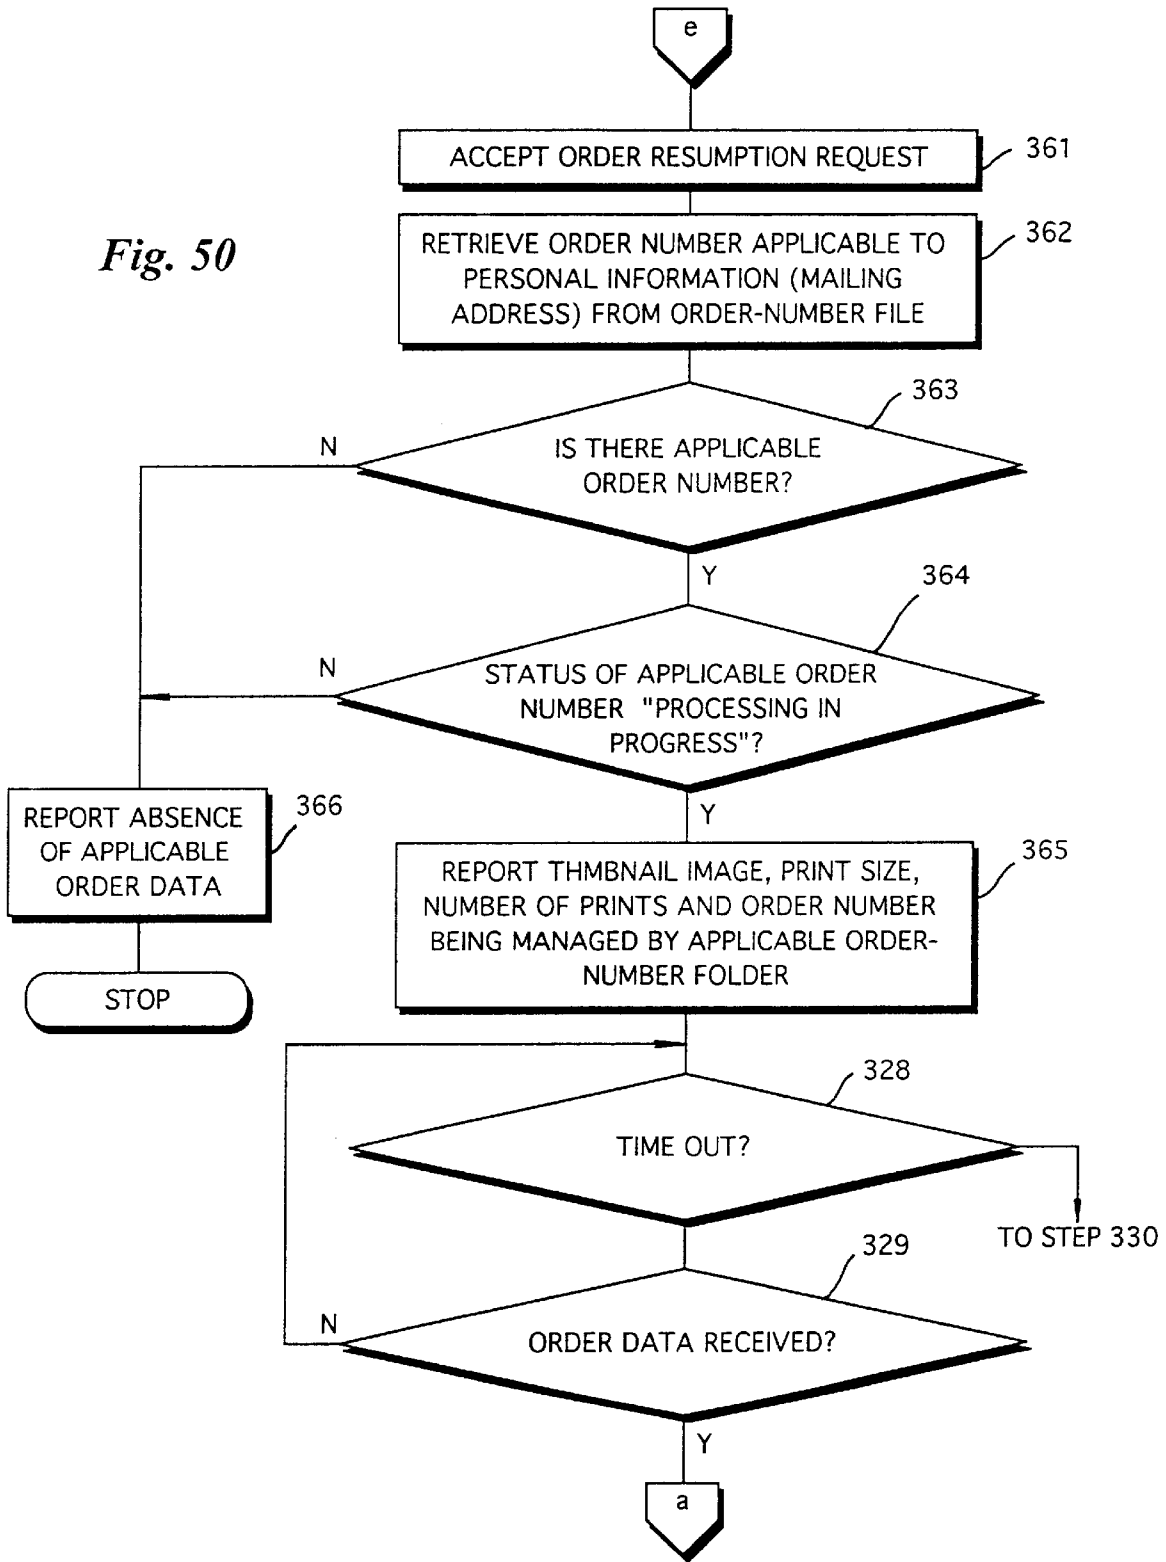 e
ACCEPT ORDER RESUMPTION REQUEST
361
Fig. 50
RETRIEVE ORDER NUMBER APPLICABLE TO
PERSONAL INFORMATION (MAILING
ADDRESS) FROM ORDER-NUMBER FILE
362
363
N
IS THERE APPLICABLE
ORDER NUMBER?
Y
364
N
STATUS OF APPLICABLE ORDER
NUMBER "PROCESSING IN
PROGRESS"?
Y
REPORT ABSENCE
OF APPLICABLE
ORDER DATA
366
STOP
REPORT THMBNAIL IMAGE, PRINT SIZE,
NUMBER OF PRINTS AND ORDER NUMBER
BEING MANAGED BY APPLICABLE ORDER-
NUMBER FOLDER
365
328
TIME OUT?
TO STEP 330
329
N
ORDER DATA RECEIVED?
Y
a